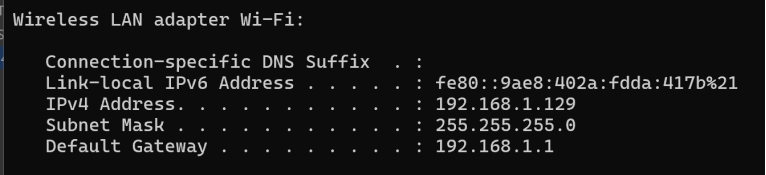 Wireless LAN adapter Wi-Fi:
Connection-specific DNS Suffix  . :
Link-local IPv6 Address . . . . . : fe80::9ae8:402a:fdda:417b%21
IPv4 Address. . . . . . . . . . . : 192.168.1.129
Subnet Mask . . . . . . . . . . . : 255.255.255.0
Default Gateway . . . . . . . . . : 192.168.1.1